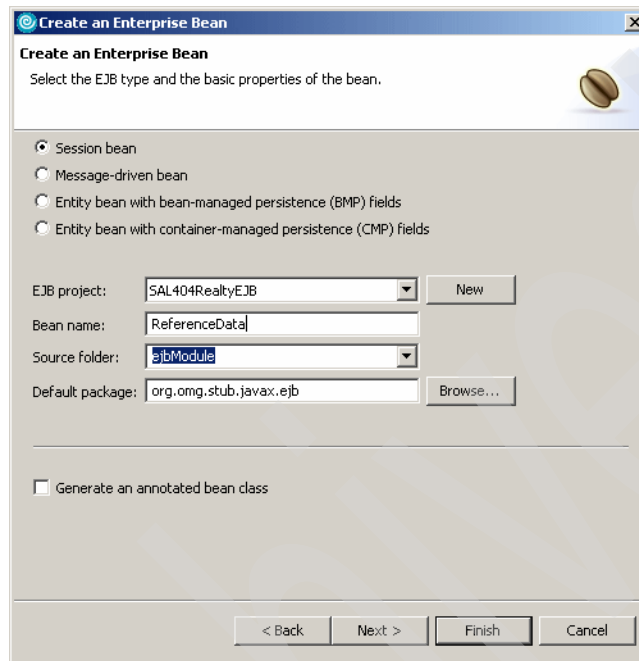 Create an Enterprise Bean
Create an Enterprise Bean
Select the EJB type and the basic properties of the bean.
Session bean
Message-driven bean
Entity bean with bean-managed persistence (BMP) fields
Entity bean with container-managed persistence (CMP) fields
EJB project: SAL404RealtyEJB New
Bean name: ReferenceData
Source folder: ejbModule
Default package: org.omg.stub.javax.ejb Browse...
Generate an annotated bean class
< Back Next > Finish Cancel